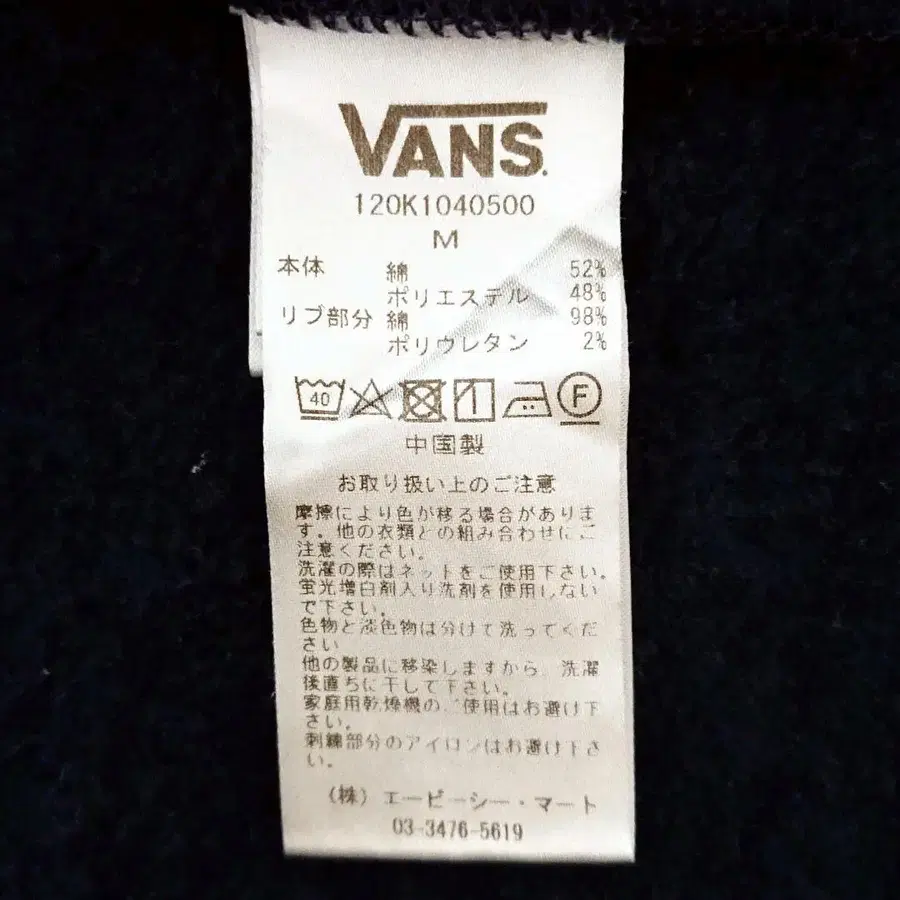 VANS
120K1040500
M
本体 綿 52%
ポリエステル 48%
リブ部分 綿 98%
ポリウレタン 2%
40 F
中国製
お取り扱い上のご注意
摩擦により色が移る場合がありま
す。他の衣類との組み合わせにご
注意ください。
洗濯の際はネットをご使用下さい。
蛍光増白剤入り洗剤を使用しない
で下さい。
色物と淡色物は分けて洗ってくだ
さい
他の製品に移染しますから、洗濯
後直ちに干して下さい。
家庭用乾燥機のご使用はお避け下
さい。
刺繍部分のアイロンはお避け下さ
い。
(株)エービーシー・マート
03-3476-5619